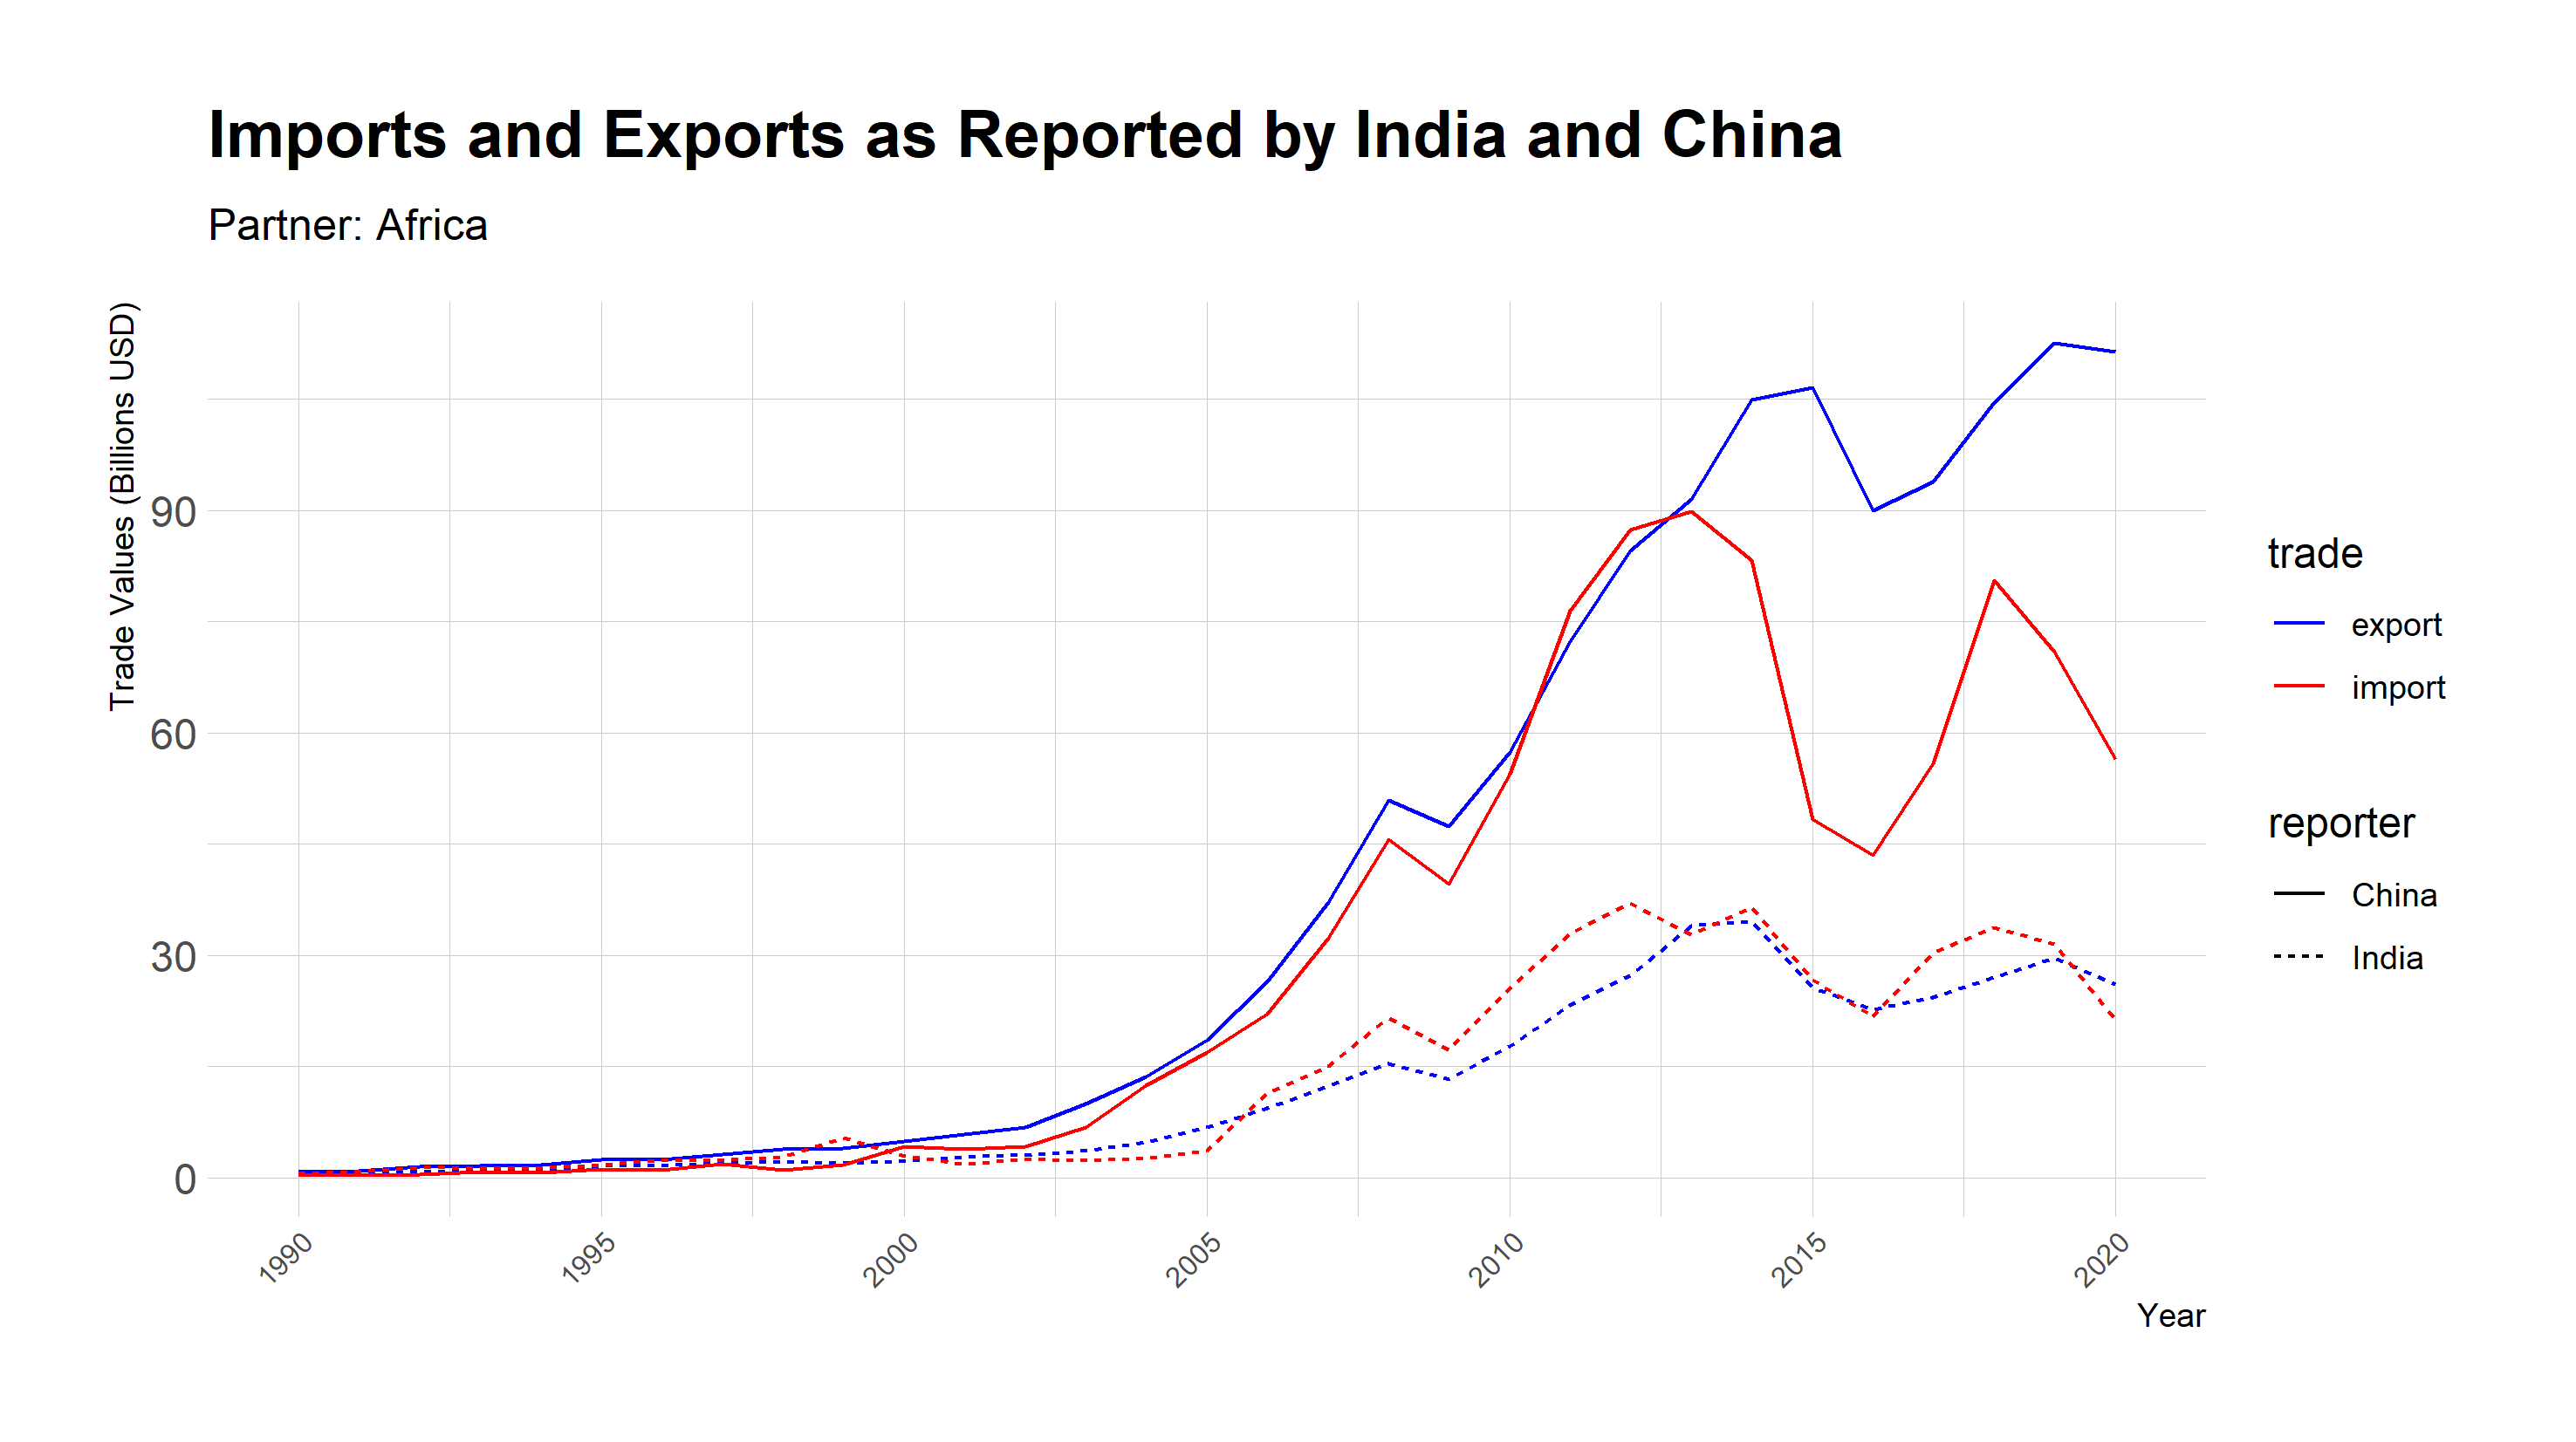 Imports and Exports as Reported by India and China
Partner: Africa
Trade Values (Billions USD)
90
60
30
0
1990
1995
2000
2005
2010
2015
2020
Year
trade
export
import
reporter
China
India